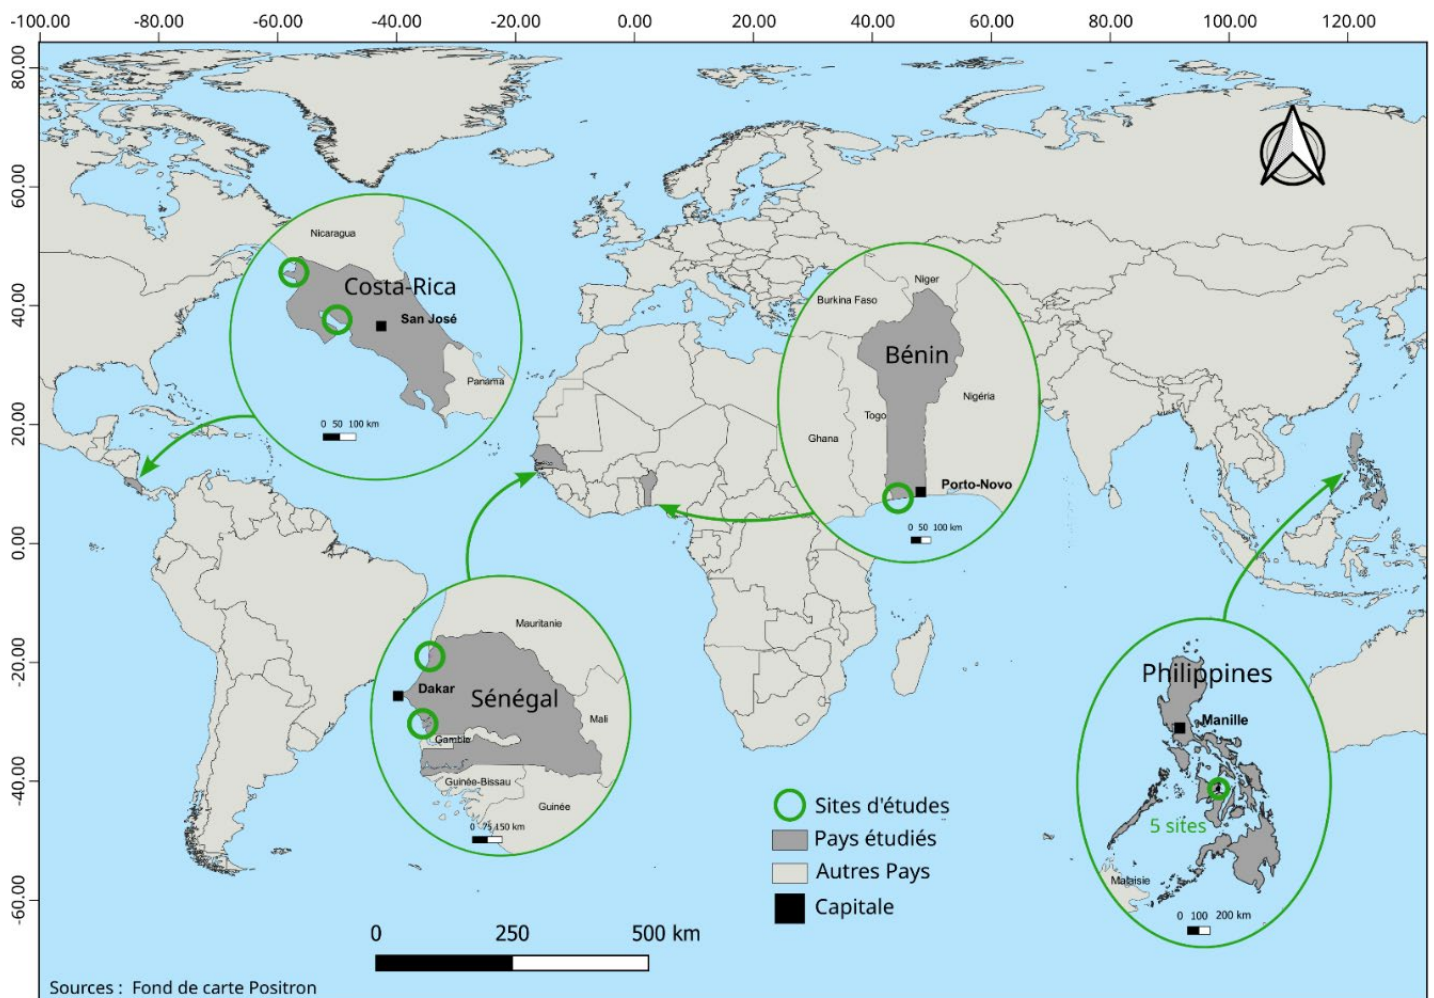 -100.00 -80.00 -60.00 -40.00 -20.00 0.00 20.00 40.00 60.00 80.00 100.00 120.00
80.00
60.00
40.00
20.00
0.00
-20.00
-40.00
-60.00
Nicaragua
Costa-Rica
San José
Panama
0 50 100 km
Niger
Burkina Faso
Bénin
Nigéria
Togo
Ghana
Porto-Novo
0 50 100 km
Mauritanie
Dakar
Sénégal
Mali
Gambie
Guinée-Bissau
Guinée
0 75 150 km
Philippines
Manille
5 sites
Malaisie
0 100 200 km
Sites d'études
Pays étudiés
Autres Pays
Capitale
0 250 500 km
Sources : Fond de carte Positron